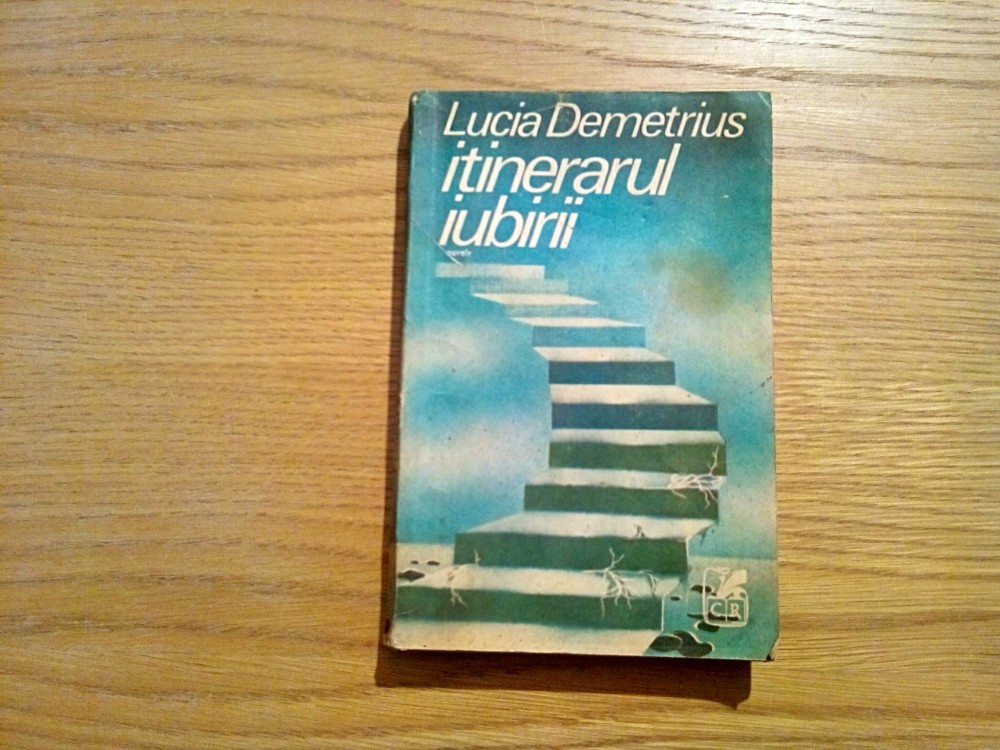 Lucia Demetrius
itinerarul
iubirii
nuvele
CR